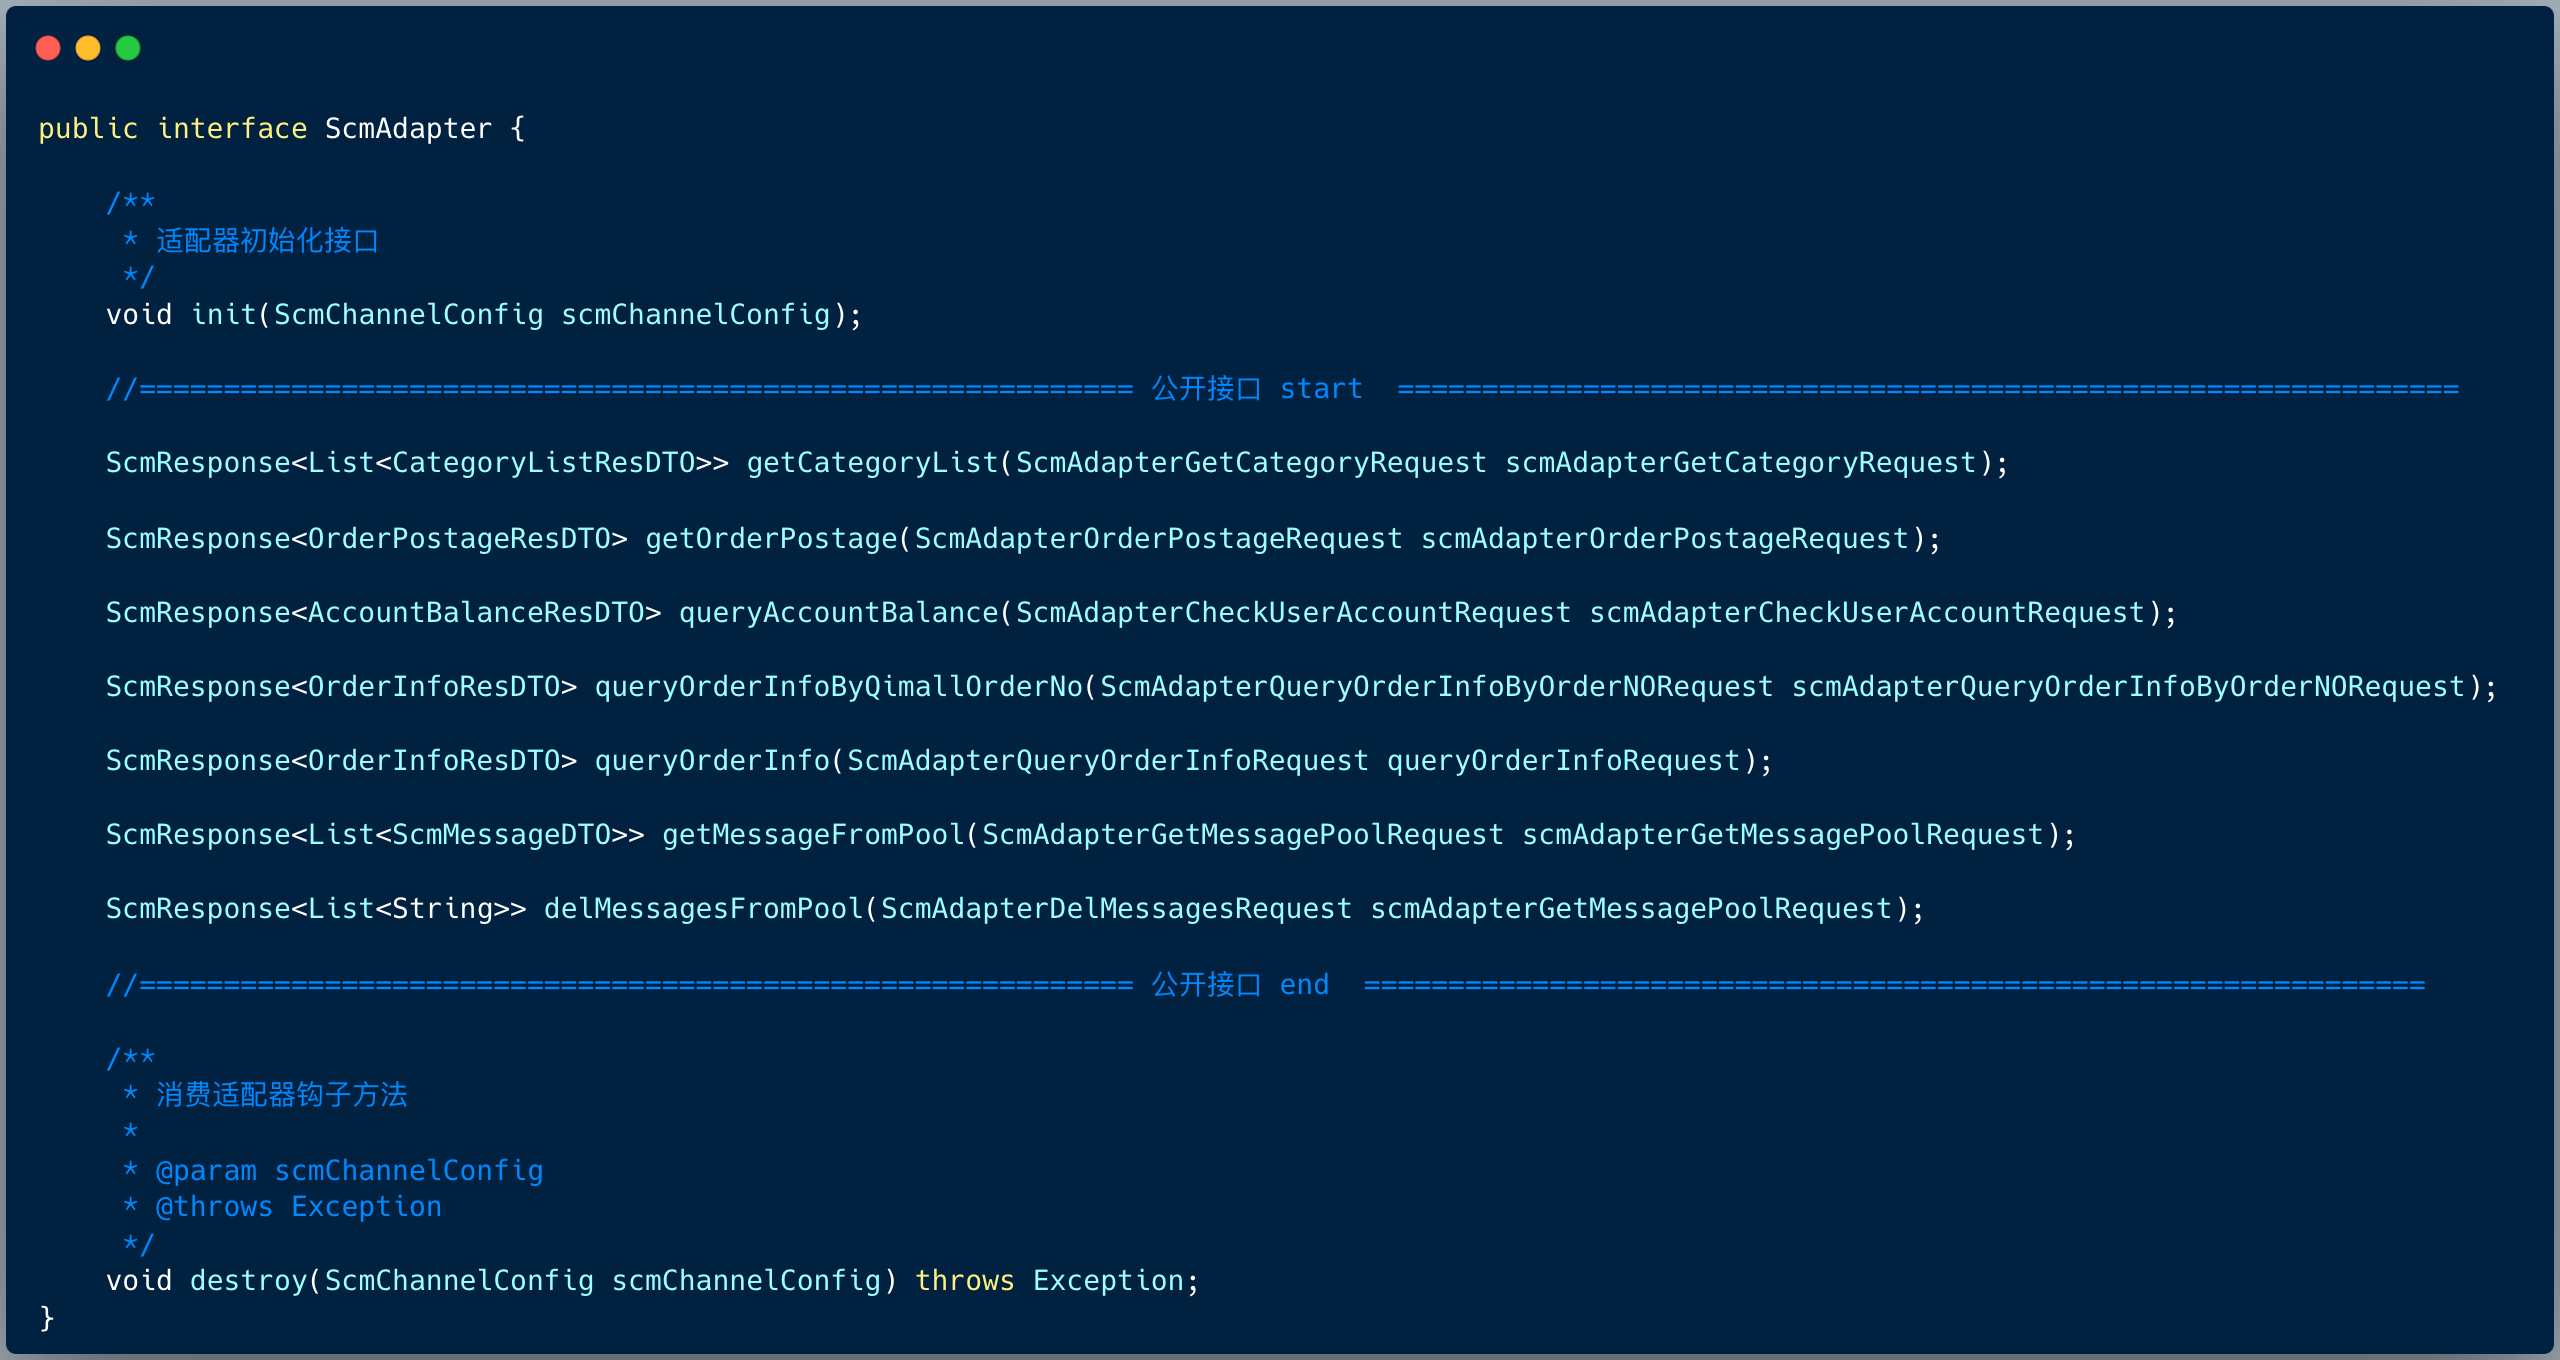 public interface ScmAdapter {
/**
* 适配器初始化接口
*/
void init(ScmChannelConfig scmChannelConfig);
//=========================================================== 公开接口 start  ===============================================================
ScmResponse<List<CategoryListResDTO>> getCategoryList(ScmAdapterGetCategoryRequest scmAdapterGetCategoryRequest);
ScmResponse<OrderPostageResDTO> getOrderPostage(ScmAdapterOrderPostageRequest scmAdapterOrderPostageRequest);
ScmResponse<AccountBalanceResDTO> queryAccountBalance(ScmAdapterCheckUserAccountRequest scmAdapterCheckUserAccountRequest);
ScmResponse<OrderInfoResDTO> queryOrderInfoByQimallOrderNo(ScmAdapterQueryOrderInfoByOrderNORequest scmAdapterQueryOrderInfoByOrderNORequest);
ScmResponse<OrderInfoResDTO> queryOrderInfo(ScmAdapterQueryOrderInfoRequest queryOrderInfoRequest);
ScmResponse<List<ScmMessageDTO>> getMessageFromPool(ScmAdapterGetMessagePoolRequest scmAdapterGetMessagePoolRequest);
ScmResponse<List<String>> delMessagesFromPool(ScmAdapterDelMessagesRequest scmAdapterGetMessagePoolRequest);
//=========================================================== 公开接口 end  ===============================================================
/**
* 消费适配器钩子方法
*
* @param scmChannelConfig
* @throws Exception
*/
void destroy(ScmChannelConfig scmChannelConfig) throws Exception;
}